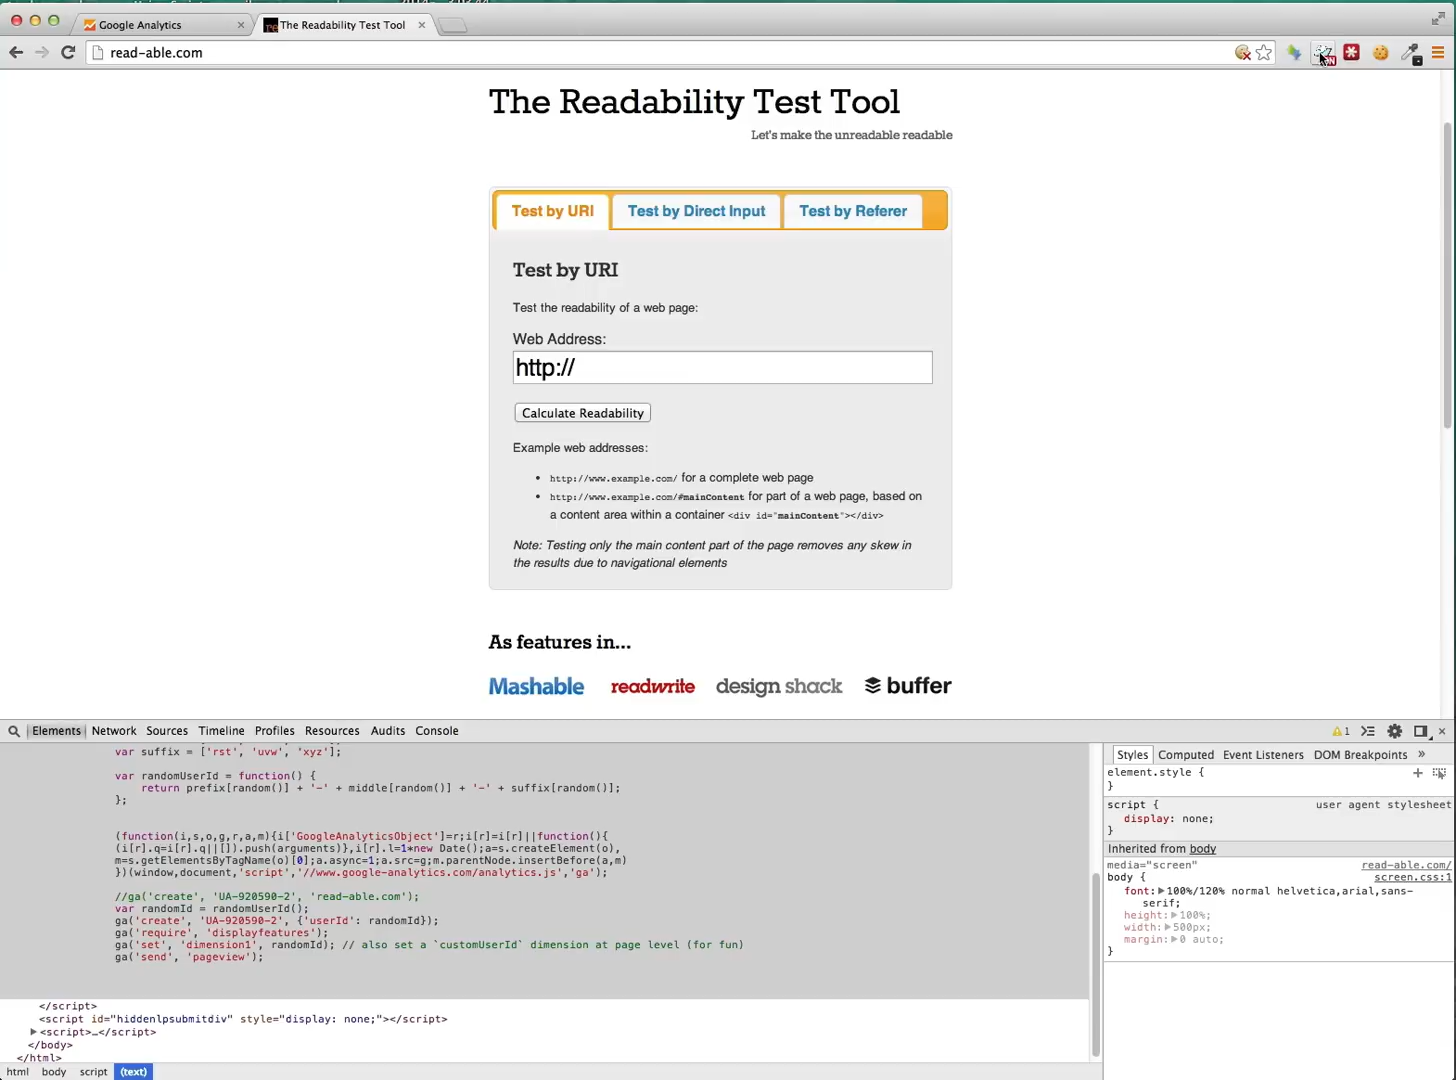 Google Analytics
The Readability Test Tool
read-able.com
The Readability Test Tool
Let's make the unreadable readable
Test by URI
Test by Direct Input
Test by Referer
Test by URI
Test the readability of a web page:
Web Address:
http://
Calculate Readability
Example web addresses:
• http://www.example.com/ for a complete web page
• http://www.example.com/#mainContent for part of a web page, based on
a content area within a container <div id="mainContent"></div>
Note: Testing only the main content part of the page removes any skew in
the results due to navigational elements
As features in...
Mashable
readwrite
design shack
buffer
Elements Network Sources Timeline Profiles Resources Audits Console
1
var suffix = ['rst', 'uvw', 'xyz'];
var randomUserId = function() {
return prefix[random()] + '-' + middle[random()] + '-' + suffix[random()];
};
(function(i,s,o,g,r,a,m){i['GoogleAnalyticsObject']=r;i[r]=i[r]||function(){
(i[r].q=i[r].q||[]).push(arguments)},i[r].l=1*new Date();a=s.createElement(o),
m=s.getElementsByTagName(o)[0];a.async=1;a.src=g;m.parentNode.insertBefore(a,m)
})(window,document,'script','//www.google-analytics.com/analytics.js','ga');
//ga('create', 'UA-920590-2', 'read-able.com');
var randomId = randomUserId();
ga('create', 'UA-920590-2', {'userId': randomId});
ga('require', 'displayfeatures');
ga('set', 'dimension1', randomId); // also set a `customUserId` dimension at page level (for fun)
ga('send', 'pageview');
</script>
<script id="hiddenlpsubmitdiv" style="display: none;"></script>
<script>…</script>
</body>
</html>
html body script (text)
Styles Computed Event Listeners DOM Breakpoints »
element.style {
}
script { user agent stylesheet
display: none;
}
Inherited from body
media="screen" read-able.com/
body { screen.css:1
font: 100%/120% normal helvetica,arial,sans-
serif;
height: 100%;
width: 500px;
margin: 0 auto;
}